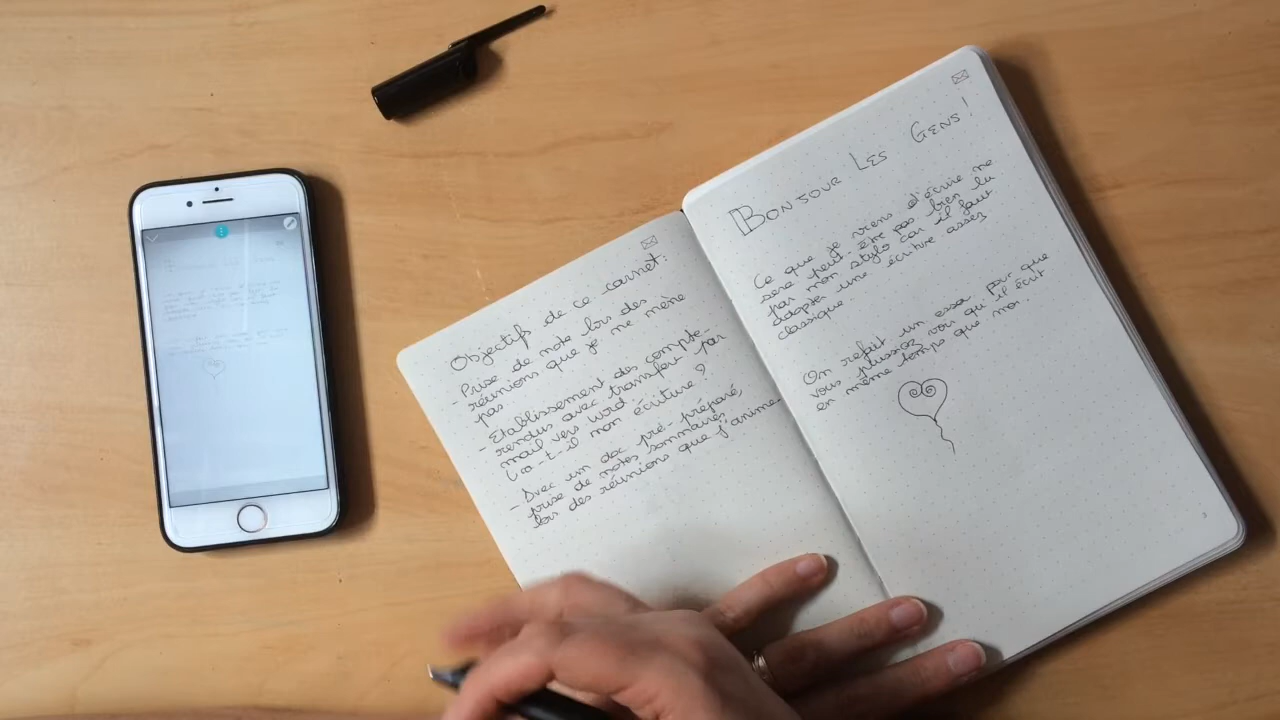 Objectifs de ce carnet:
- Prise de note lors des
réunions que je ne mène
pas
- Etablissement des compte-
rendus avec transfert par
mail vers word.
Va-t-il mon écriture ?
- Avec un doc pré-préparé,
prise de notes sommaires,
lors des réunions que j'anime
BONJOUR LES GENS!
Ce que je viens d'écrire ne
sera peut-être pas bien lu
par mon stylo car il faut
adopter une écriture assez
classique.
On refait un essai pour que
vous puissiez voir qu'il écrit
en même temps que moi.
3